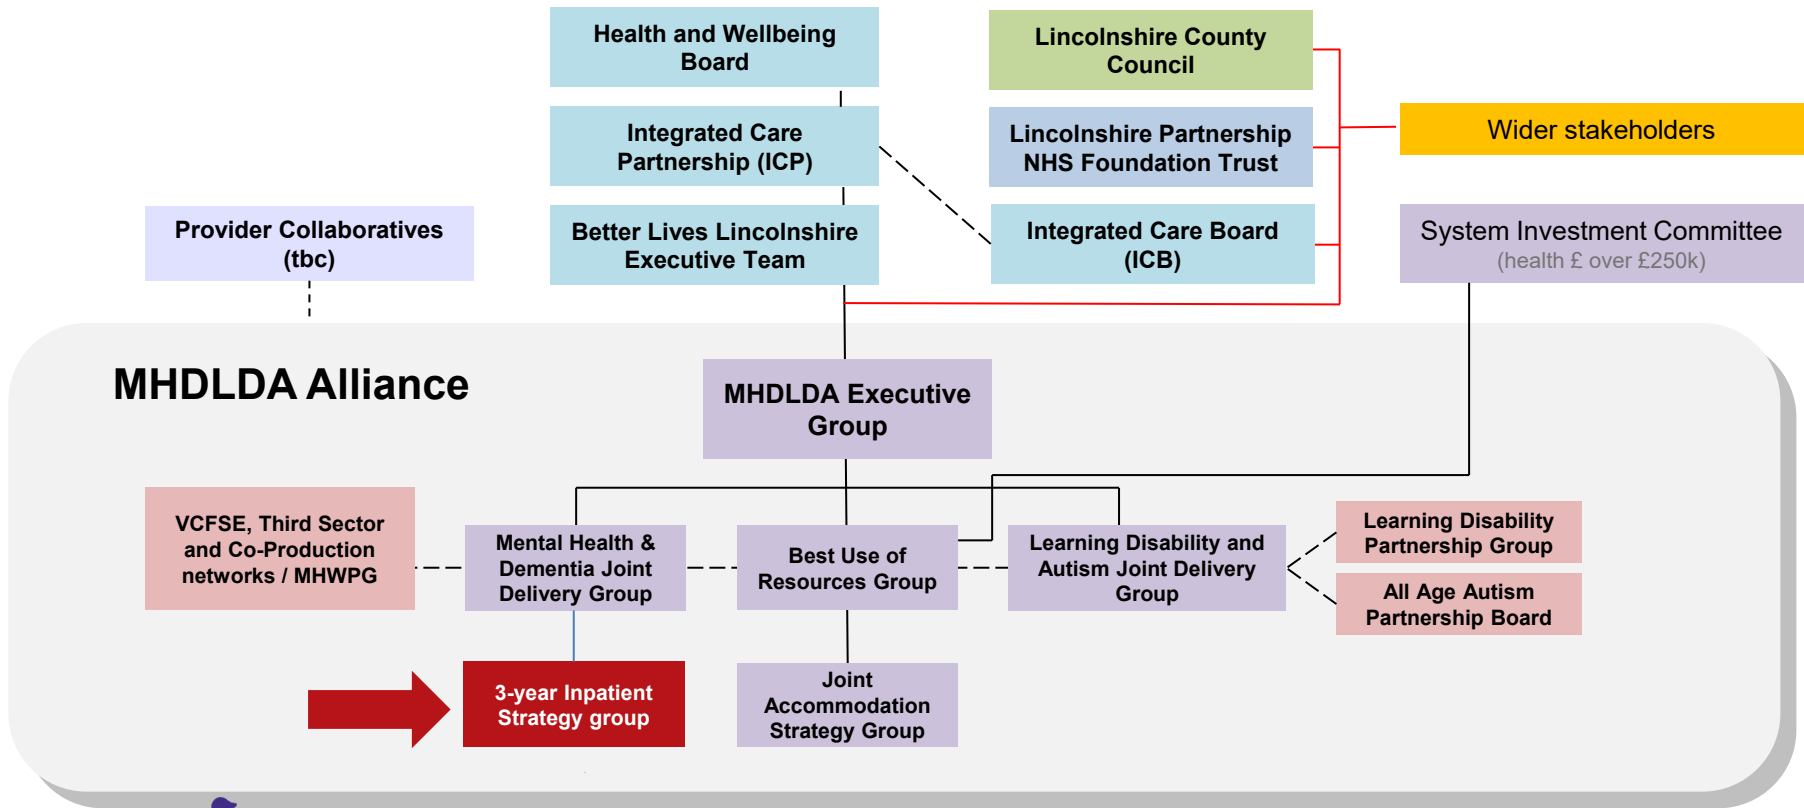 Health and Wellbeing
Board
Lincolnshire County
Council
Integrated Care
Partnership (ICP)
Lincolnshire Partnership
NHS Foundation Trust
Wider stakeholders
Provider Collaboratives
(tbc)
Better Lives Lincolnshire
Executive Team
Integrated Care Board
(ICB)
System Investment Committee
(health £ over £250k)
MHDLDA Alliance
MHDLDA Executive
Group
VCFSE, Third Sector
and Co-Production
networks / MHWPG
Mental Health &
Dementia Joint
Delivery Group
Best Use of
Resources Group
Learning Disability and
Autism Joint Delivery
Group
Learning Disability
Partnership Group
All Age Autism
Partnership Board
3-year Inpatient
Strategy group
Joint
Accommodation
Strategy Group